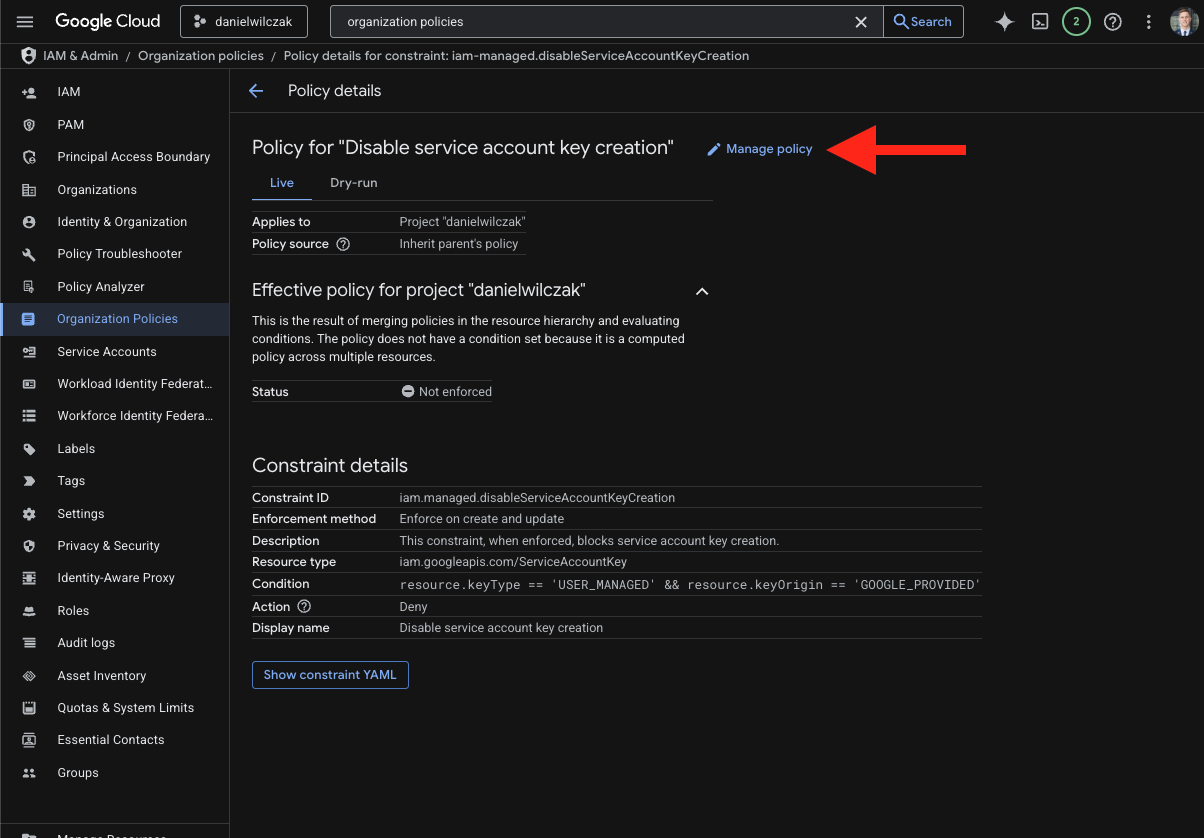 Google Cloud
danielwilczak
organization policies
Search
2
IAM & Admin / Organization policies / Policy details for constraint: iam-managed.disableServiceAccountKeyCreation
IAM
PAM
Principal Access Boundary
Organizations
Identity & Organization
Policy Troubleshooter
Policy Analyzer
Organization Policies
Service Accounts
Workload Identity Federat...
Workforce Identity Federa...
Labels
Tags
Settings
Privacy & Security
Identity-Aware Proxy
Roles
Audit logs
Asset Inventory
Quotas & System Limits
Essential Contacts
Groups
Manage Resources
Policy details
Policy for "Disable service account key creation"
Manage policy
Live
Dry-run
Applies to Project "danielwilczak"
Policy source Inherit parent's policy
Effective policy for project "danielwilczak"
This is the result of merging policies in the resource hierarchy and evaluating
conditions. The policy does not have a condition set because it is a computed
policy across multiple resources.
Status Not enforced
Constraint details
Constraint ID iam.managed.disableServiceAccountKeyCreation
Enforcement method Enforce on create and update
Description This constraint, when enforced, blocks service account key creation.
Resource type iam.googleapis.com/ServiceAccountKey
Condition resource.keyType == 'USER_MANAGED' && resource.keyOrigin == 'GOOGLE_PROVIDED'
Action Deny
Display name Disable service account key creation
Show constraint YAML